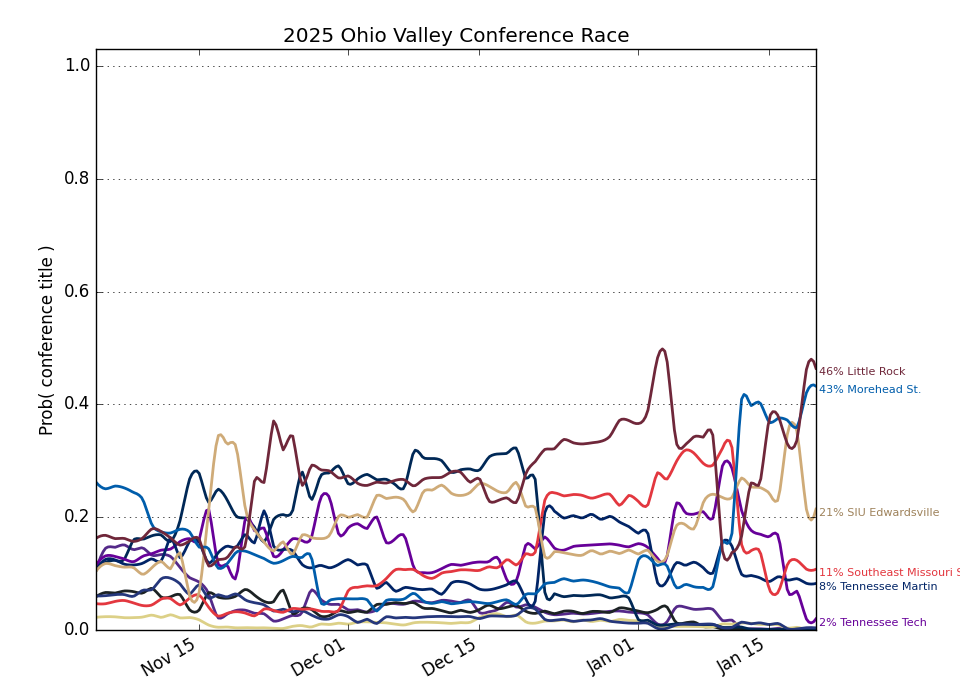 2025 Ohio Valley Conference Race
Prob( conference title )
1.0
0.8
0.6
0.4
0.2
0.0
Nov 15
Dec 01
Dec 15
Jan 01
Jan 15
46% Little Rock
43% Morehead St.
21% SIU Edwardsville
11% Southeast Missouri S
8% Tennessee Martin
2% Tennessee Tech